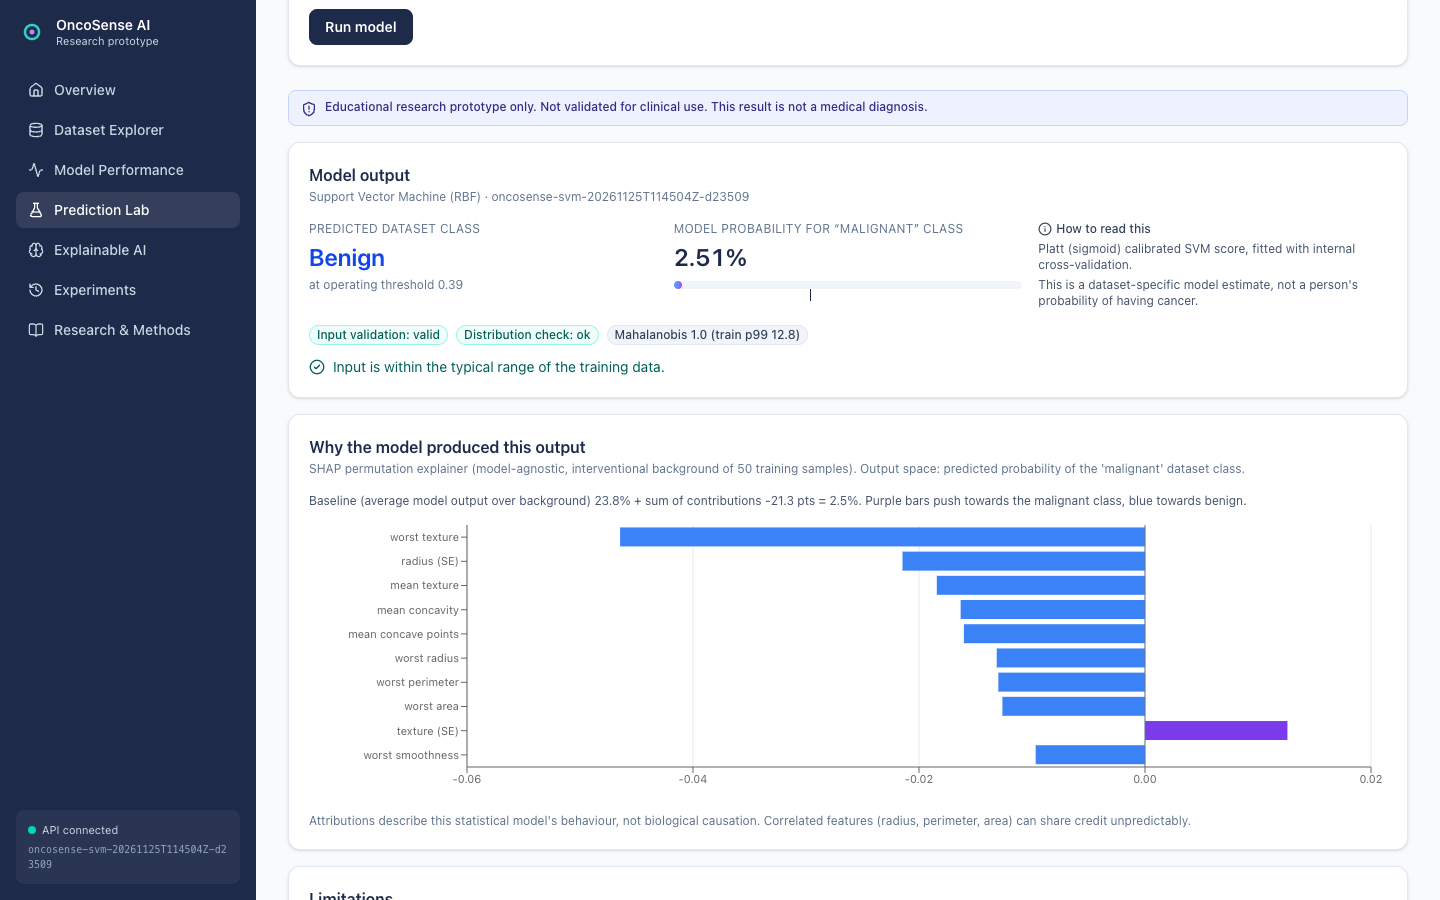 OncoSense AI
Research prototype
Overview
Dataset Explorer
Model Performance
Prediction Lab
Explainable AI
Experiments
Research & Methods
API connected
oncosense-svm-20261125T114504Z-d2
3509
Run model
Educational research prototype only. Not validated for clinical use. This result is not a medical diagnosis.
Model output
Support Vector Machine (RBF) · oncosense-svm-20261125T114504Z-d23509
PREDICTED DATASET CLASS
Benign
at operating threshold 0.39
MODEL PROBABILITY FOR “MALIGNANT” CLASS
2.51%
How to read this
Platt (sigmoid) calibrated SVM score, fitted with internal
cross-validation.
This is a dataset-specific model estimate, not a person's
probability of having cancer.
Input validation: valid
Distribution check: ok
Mahalanobis 1.0 (train p99 12.8)
Input is within the typical range of the training data.
Why the model produced this output
SHAP permutation explainer (model-agnostic, interventional background of 50 training samples). Output space: predicted probability of the 'malignant' dataset class.
Baseline (average model output over background) 23.8% + sum of contributions -21.3 pts = 2.5%. Purple bars push towards the malignant class, blue towards benign.
worst texture
radius (SE)
mean texture
mean concavity
mean concave points
worst radius
worst perimeter
worst area
texture (SE)
worst smoothness
-0.06
-0.04
-0.02
0.00
0.02
Attributions describe this statistical model's behaviour, not biological causation. Correlated features (radius, perimeter, area) can share credit unpredictably.
Limitations